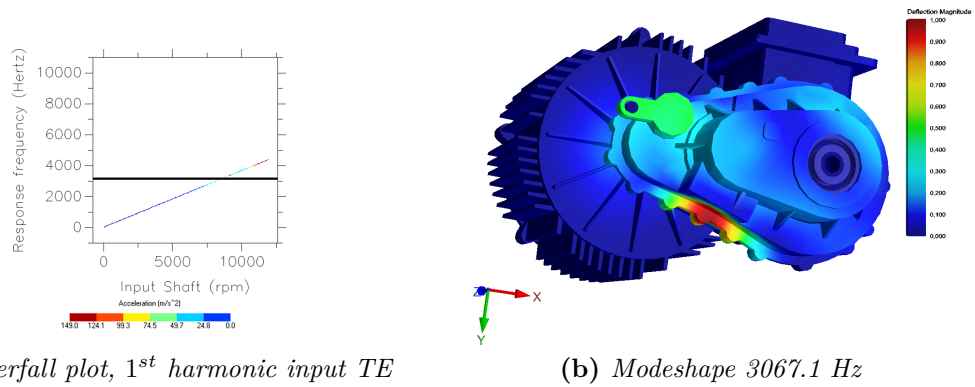 Deflection Magnitude
1,000
0,900
0,800
0,700
0,600
0,500
0,400
0,300
0,200
0,100
0,000
Response frequency (Hertz)
10000
8000
6000
4000
2000
0
0 5000 10000
Input Shaft (rpm)
Acceleration [m/s^2]
149.0 124.1 99.3 74.5 49.7 24.8 0.0
Z X
Y
erfall plot, 1st harmonic input TE
(b) Modeshape 3067.1 Hz